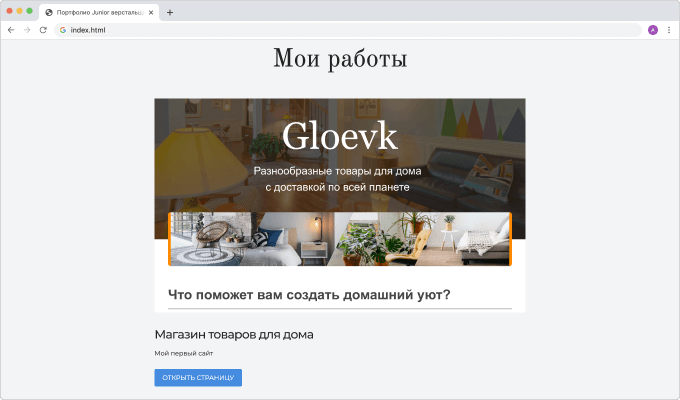 Портфолио Junior верстальщ
index.html
A
Мои работы
Gloevk
Разнообразные товары для дома
с доставкой по всей планете
Что поможет вам создать домашний уют?
Магазин товаров для дома
Мой первый сайт
ОТКРЫТЬ СТРАНИЦУ